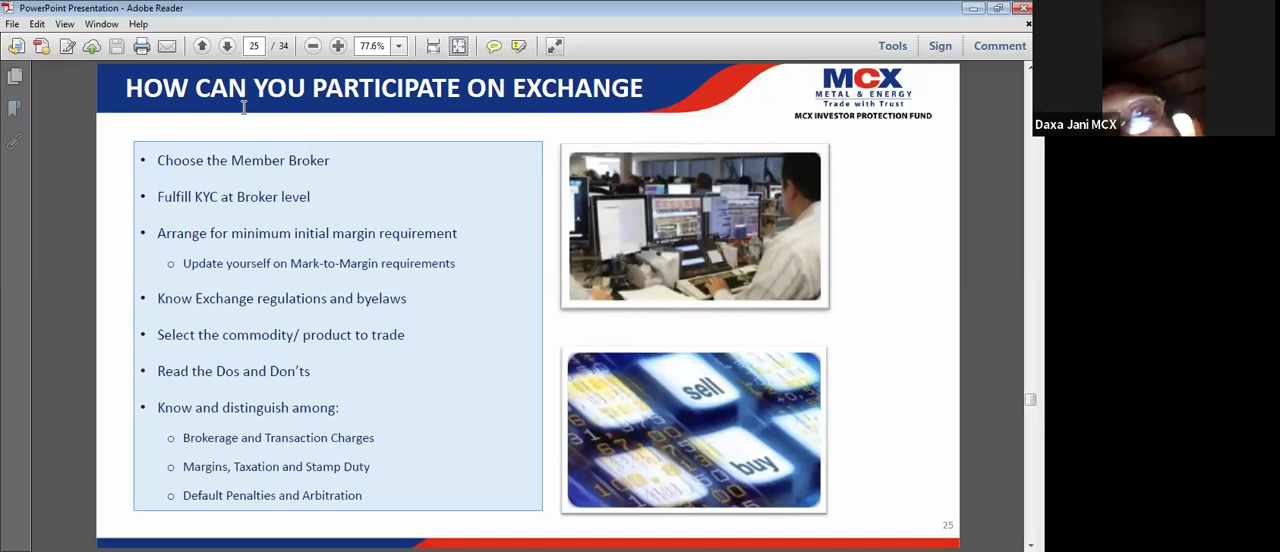 PowerPoint Presentation - Adobe Reader
File Edit View Window Help
25 / 34 77.6% Tools Sign Comment
HOW CAN YOU PARTICIPATE ON EXCHANGE
MCX
METAL & ENERGY
Trade with Trust
MCX INVESTOR PROTECTION FUND
Daxa Jani MCX
• Choose the Member Broker
• Fulfill KYC at Broker level
• Arrange for minimum initial margin requirement
o Update yourself on Mark-to-Margin requirements
• Know Exchange regulations and byelaws
• Select the commodity/ product to trade
• Read the Dos and Don'ts
• Know and distinguish among:
o Brokerage and Transaction Charges
o Margins, Taxation and Stamp Duty
o Default Penalties and Arbitration
sell
buy
25